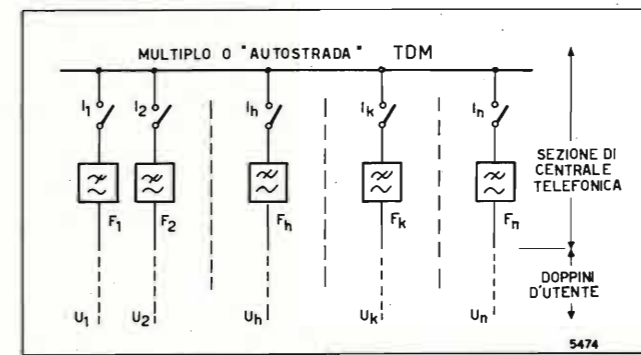 MULTIPLO O "AUTOSTRADA" TDM
I1 I2 Ih Ik In
F1 F2 Fh Fk Fn
U1 U2 Uh Uk Un
SEZIONE DI
CENTRALE
TELEFONICA
DOPPINI
D'UTENTE
5474